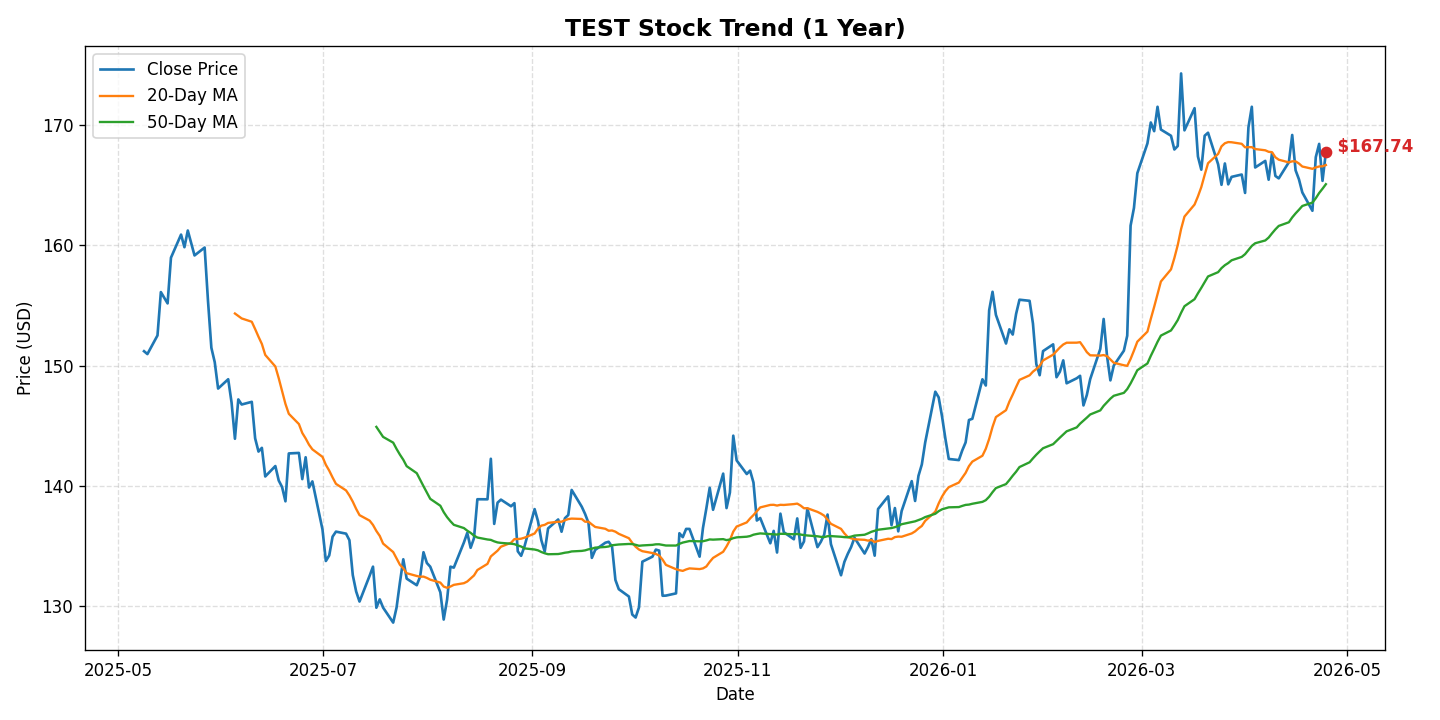 TEST Stock Trend (1 Year)
Close Price
20-Day MA
50-Day MA
$167.74
170
160
150
140
130
Price (USD)
2025-05
2025-07
2025-09
2025-11
2026-01
2026-03
2026-05
Date